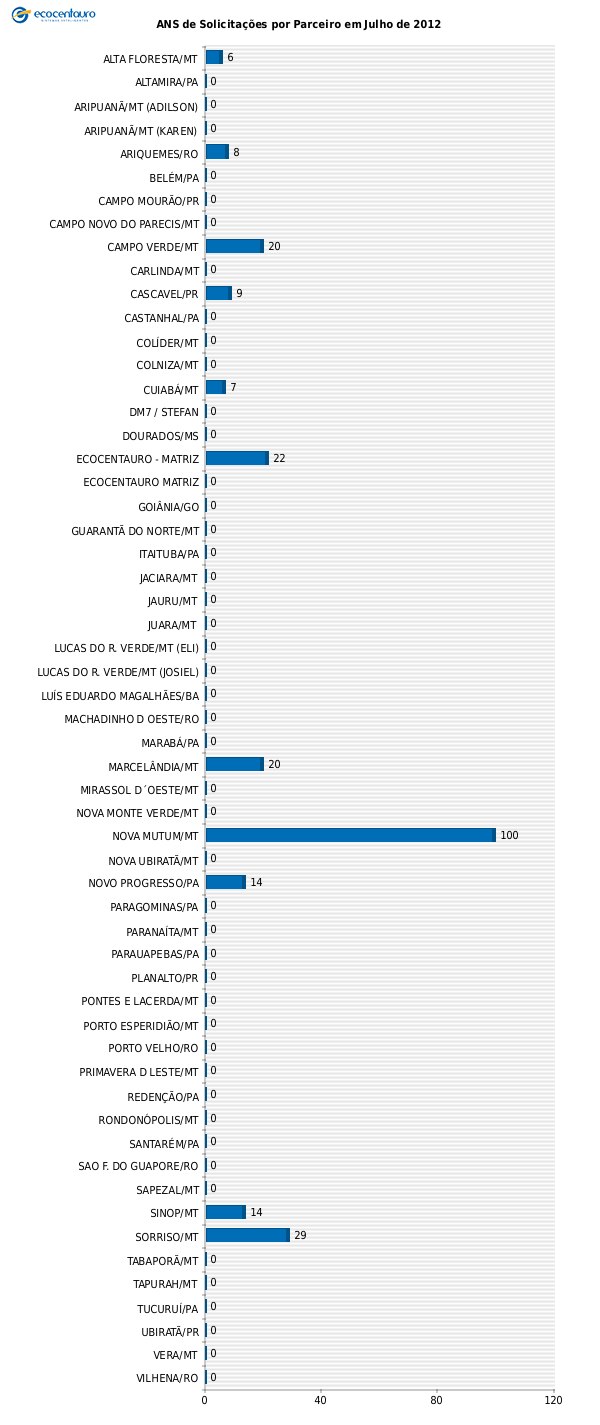 ecocentauro
ANS de Solicitações por Parceiro em Julho de 2012
ALTA FLORESTA/MT 6
ALTAMIRA/PA 0
ARIPUANÃ/MT (ADILSON) 0
ARIPUANÃ/MT (KAREN) 0
ARIQUEMES/RO 8
BELÉM/PA 0
CAMPO MOURÃO/PR 0
CAMPO NOVO DO PARECIS/MT 0
CAMPO VERDE/MT 20
CARLINDA/MT 0
CASCAVEL/PR 9
CASTANHAL/PA 0
COLÍDER/MT 0
COLNIZA/MT 0
CUIABÁ/MT 7
DM7 / STEFAN 0
DOURADOS/MS 0
ECOCENTAURO - MATRIZ 22
ECOCENTAURO MATRIZ 0
GOIÂNIA/GO 0
GUARANTÃ DO NORTE/MT 0
ITAITUBA/PA 0
JACIARA/MT 0
JAURU/MT 0
JUARA/MT 0
LUCAS DO R. VERDE/MT (ELI) 0
LUCAS DO R. VERDE/MT (JOSIEL) 0
LUÍS EDUARDO MAGALHÃES/BA 0
MACHADINHO D OESTE/RO 0
MARABÁ/PA 0
MARCELÂNDIA/MT 20
MIRASSOL D´OESTE/MT 0
NOVA MONTE VERDE/MT 0
NOVA MUTUM/MT 100
NOVA UBIRATÃ/MT 0
NOVO PROGRESSO/PA 14
PARAGOMINAS/PA 0
PARANAÍTA/MT 0
PARAUAPEBAS/PA 0
PLANALTO/PR 0
PONTES E LACERDA/MT 0
PORTO ESPERIDIÃO/MT 0
PORTO VELHO/RO 0
PRIMAVERA D LESTE/MT 0
REDENÇÃO/PA 0
RONDONÓPOLIS/MT 0
SANTARÉM/PA 0
SAO F. DO GUAPORE/RO 0
SAPEZAL/MT 0
SINOP/MT 14
SORRISO/MT 29
TABAPORÃ/MT 0
TAPURAH/MT 0
TUCURUÍ/PA 0
UBIRATÃ/PR 0
VERA/MT 0
VILHENA/RO 0
0 40 80 120